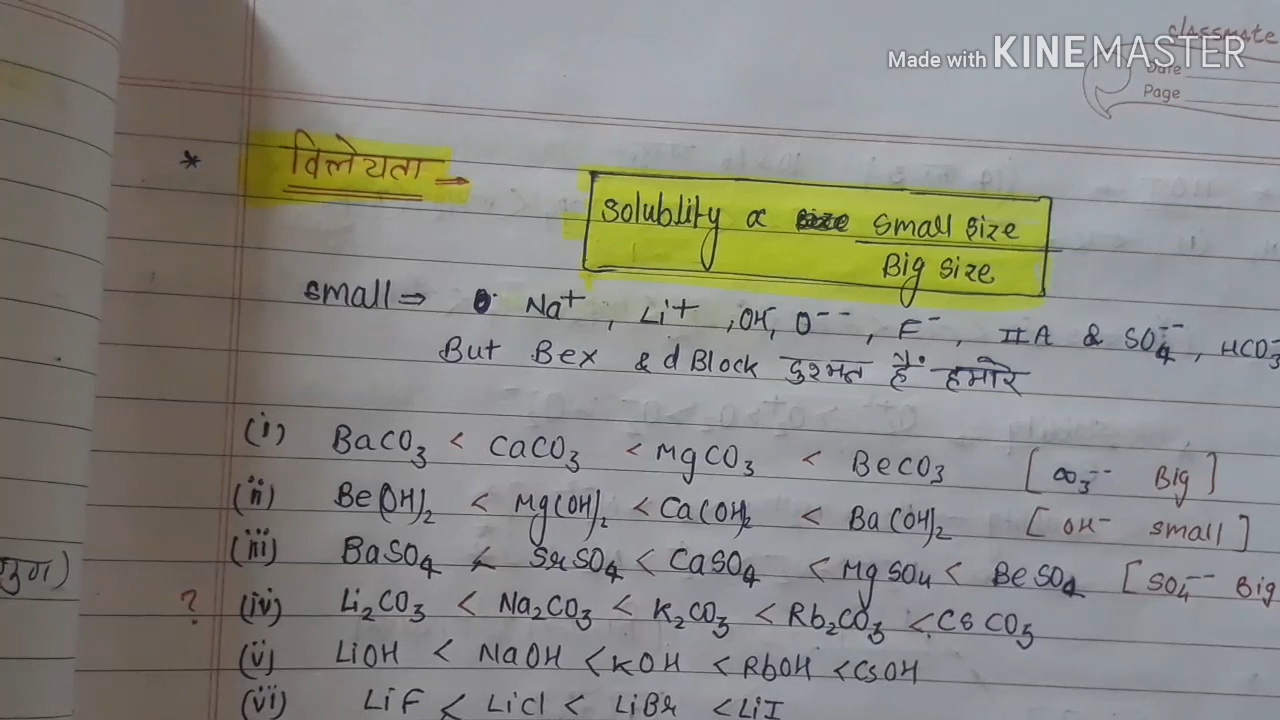 classmate
Made with KINEMASTER
Date
Page
* विलेयता →
Solublity ∝ Small size / Big size
small ⇒ Na⁺, Li⁺, OH⁻, O⁻⁻, F⁻, IIA & SO₄⁻⁻, HCO₃
But Bex & d Block दुश्मन है हमारे
(i) BaCO₃ < CaCO₃ < MgCO₃ < BeCO₃ [CO₃⁻⁻ Big]
(ii) Be(OH)₂ < Mg(OH)₂ < Ca(OH)₂ < Ba(OH)₂ [OH⁻ small]
(iii) BaSO₄ < SrSO₄ < CaSO₄ < MgSO₄ < BeSO₄ [SO₄⁻⁻ Big
? (iv) Li₂CO₃ < Na₂CO₃ < K₂CO₃ < Rb₂CO₃ < CsCO₃
(v) LiOH < NaOH < KOH < RbOH < CsOH
(vi) LiF < LiCl < LiBr < LiI